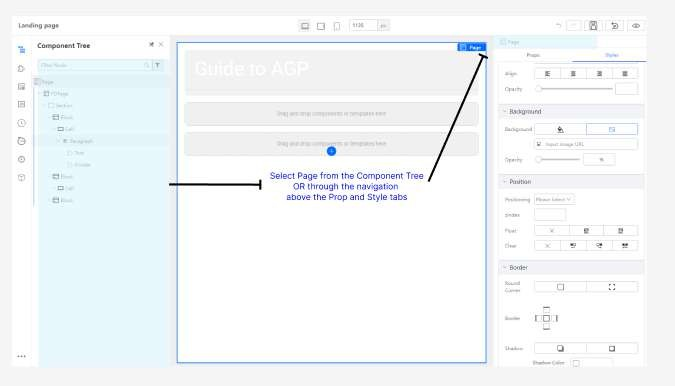 Landing page
1126
px
Component Tree
Filter Node
Page
FDPage
Section
Block
Cell
Paragraph
Text
Block
Cell
Block
Page
Guide to AGP
Drag and drop components or templates here
Drag and drop components or templates here
Select Page from the Component Tree
OR through the navigation
above the Prop and Style tabs
Page
Props
Styles
Align
Opacity
Background
Background
Input image URL
Opacity
%
Position
Positioning
Please Select
zIndex
Float
Clear
Border
Round
Corner
Border
Shadow
Shadow Color